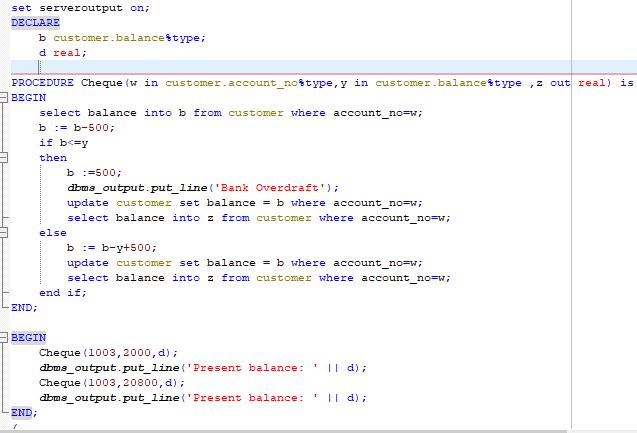 set serveroutput on;
DECLARE
b customer.balance%type;
d real;
PROCEDURE Cheque(w in customer.account_no%type,y in customer.balance%type ,z out real) is
BEGIN
select balance into b from customer where account_no=w;
b := b-500;
if b<=y
then
b :=500;
dbms_output.put_line('Bank Overdraft');
update customer set balance = b where account_no=w;
select balance into z from customer where account_no=w;
else
b := b-y+500;
update customer set balance = b where account_no=w;
select balance into z from customer where account_no=w;
end if;
END;
BEGIN
Cheque(1003,2000,d);
dbms_output.put_line('Present balance: ' || d);
Cheque(1003,20800,d);
dbms_output.put_line('Present balance: ' || d);
END;
/